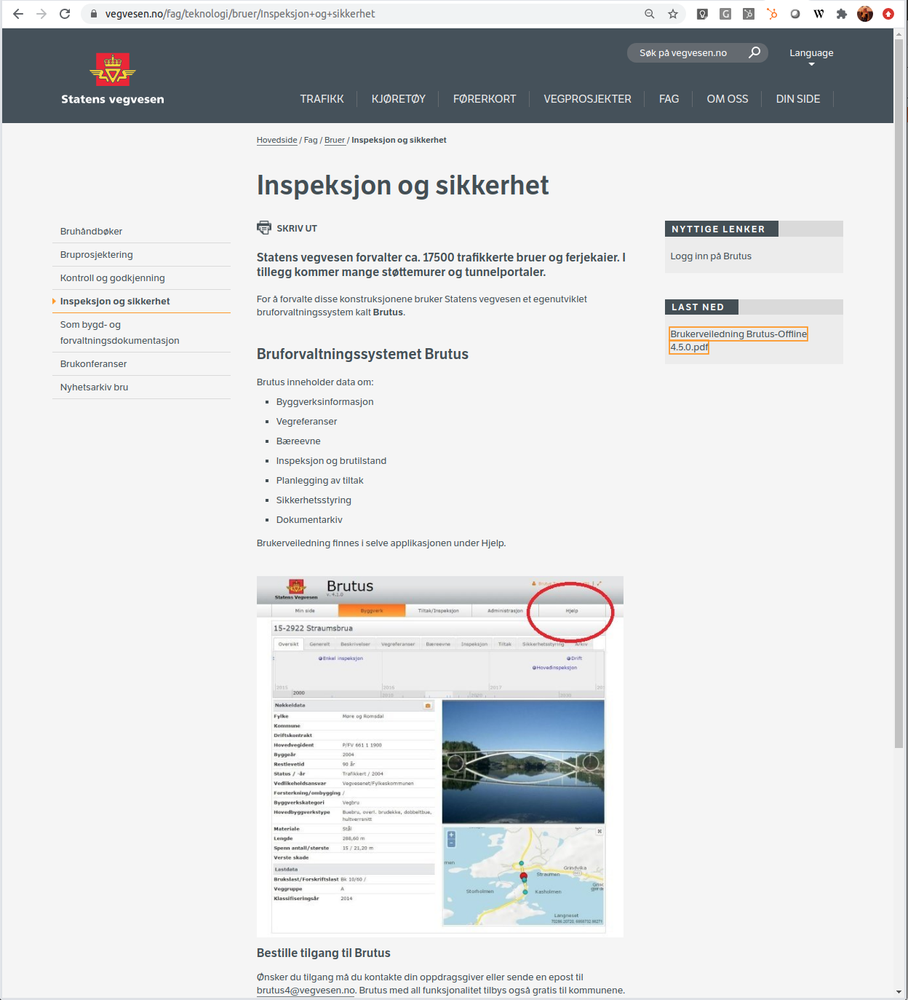 vegvesen.no/fag/teknologi/bruer/Inspeksjon+og+sikkerhet
Søk på vegvesen.no
Language
Statens vegvesen
TRAFIKK
KJØRETØY
FØRERKORT
VEGPROSJEKTER
FAG
OM OSS
DIN SIDE
Hovedside / Fag / Bruer / Inspeksjon og sikkerhet
Inspeksjon og sikkerhet
Bruhåndbøker
Bruprosjektering
Kontroll og godkjenning
Inspeksjon og sikkerhet
Som bygd- og
forvaltningsdokumentasjon
Brukonferanser
Nyhetsarkiv bru
SKRIV UT
Statens vegvesen forvalter ca. 17500 trafikkerte bruer og ferjekaier. I
tillegg kommer mange støttemurer og tunnelportaler.
For å forvalte disse konstruksjonene bruker Statens vegvesen et egenutviklet
bruforvaltningssystem kalt Brutus.
Bruforvaltningssystemet Brutus
Brutus inneholder data om:
Byggverksinformasjon
Vegreferanser
Bæreevne
Inspeksjon og brutilstand
Planlegging av tiltak
Sikkerhetsstyring
Dokumentarkiv
Brukerveiledning finnes i selve applikasjonen under Hjelp.
NYTTIGE LENKER
Logg inn på Brutus
LAST NED
Brukerveiledning Brutus-Offline
4.5.0.pdf
Statens Vegvesen
Brutus
v. 4.1.0
Min side
Byggverk
Tiltak/Inspeksjon
Administrasjon
Hjelp
15-2922 Straumsbrua
Oversikt
Generelt
Beskrivelser
Vegreferanser
Bæreevne
Inspeksjon
Tiltak
Sikkerhetsstyring
Arkiv
Enkel inspeksjon
Drift
Hovedinspeksjon
2015
2016
2017
2000
2010
2020
2030
Nøkkeldata
Fylke Møre og Romsdal
Kommune
Driftskontrakt
Hovedvegident P/FV 661 1 1900
Byggeår 2004
Restlevetid 90 år
Status / -år Trafikkert / 2004
Vedlikeholdsansvar Vegvesenet/Fylkeskommunen
Forsterkning/ombygging /
Byggverkskategori Vegbru
Hovedbyggverkstype Buebru, overl. brudekke, dobbeltbue,
hultverrsnitt
Materiale Stål
Lengde 288,60 m
Spenn antall/største 15 / 21,20 m
Verste skade
Lastdata
Brukslast/Forskriftslast Bk 10/60 /
Veggruppe A
Klassifiseringsår 2014
Grindvika
Straumen
Storholmen
Kasholmen
Langneset
Bestille tilgang til Brutus
Ønsker du tilgang må du kontakte din oppdragsgiver eller sende en epost til
brutus4@vegvesen.no. Brutus med all funksjonalitet tilbys også gratis til kommunene.